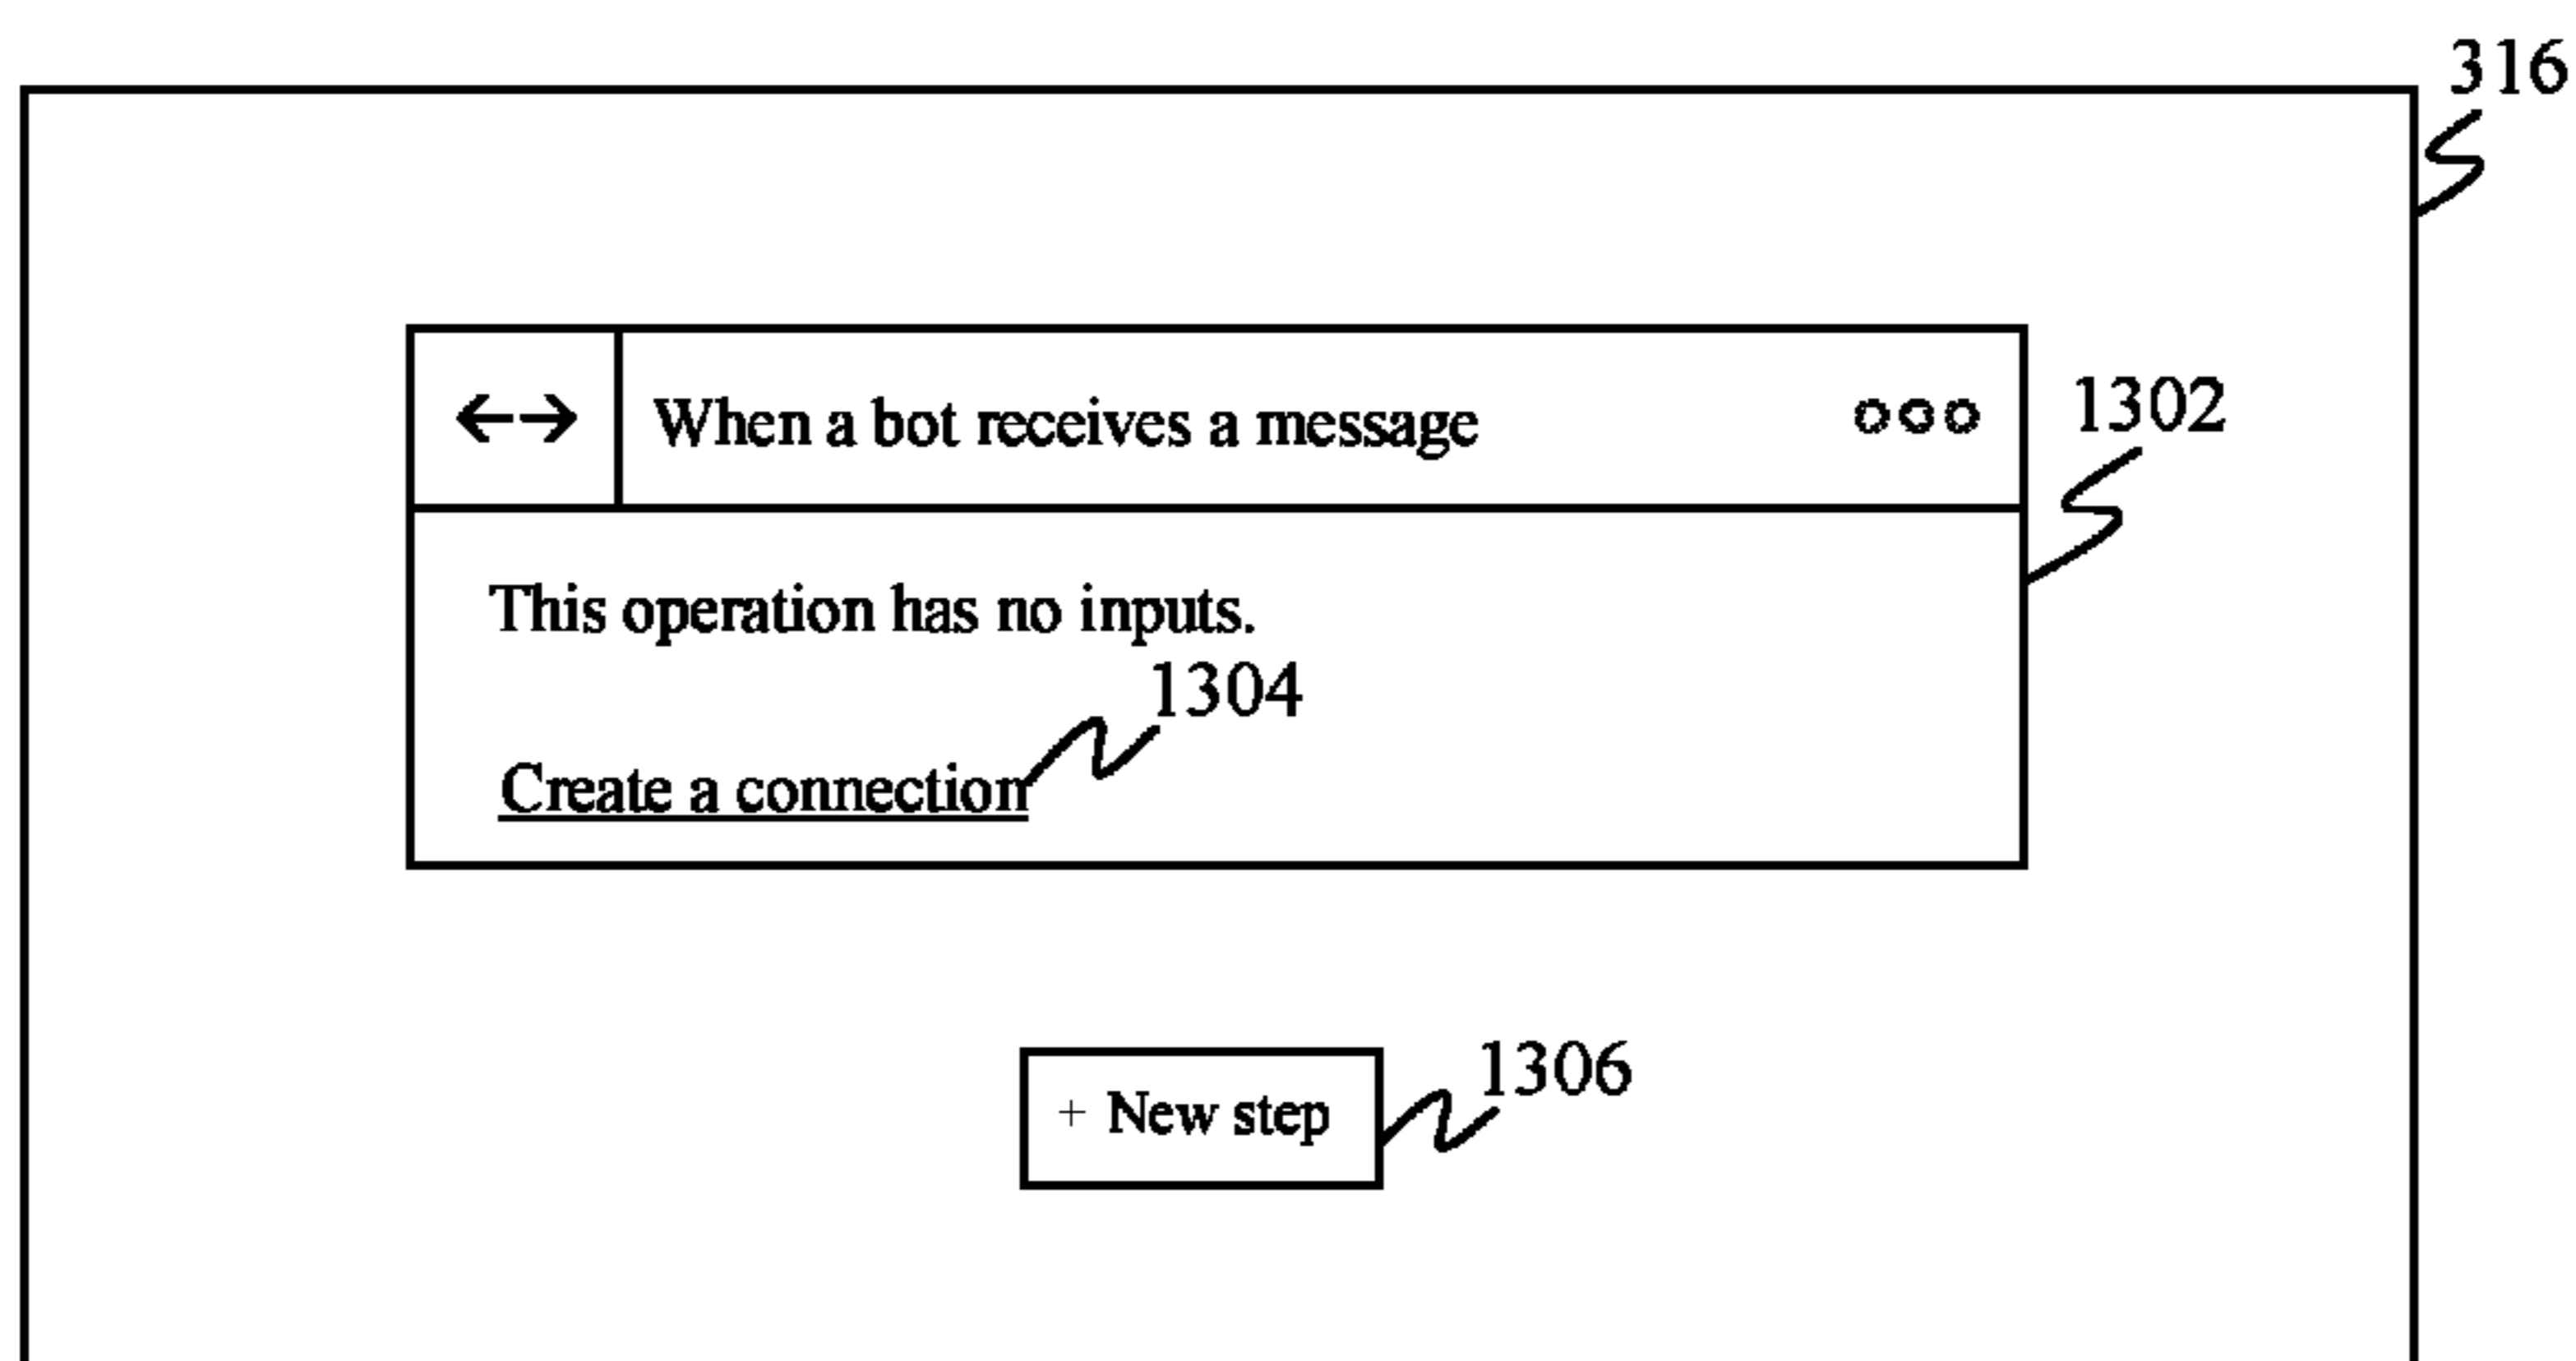 316
When a bot receives a message
1302
This operation has no inputs.
1304
Create a connection
1306
+ New step